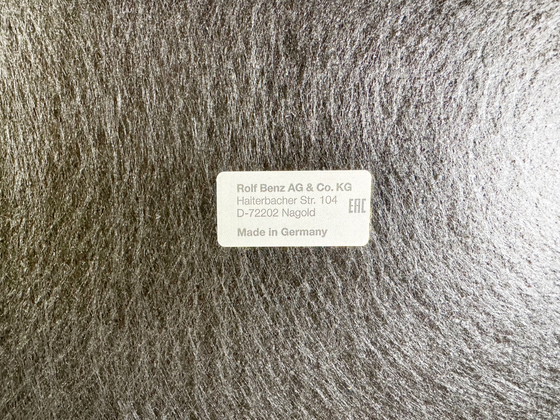 Rolf Benz AG & Co. KG
Haiterbacher Str. 104
D-72202 Nagold
EAC
Made in Germany